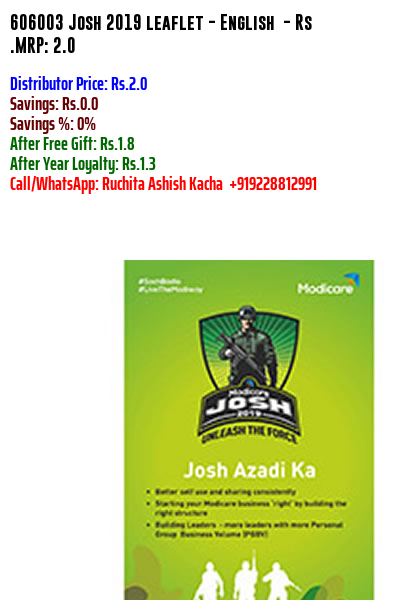 606003 Josh 2019 leaflet - English - Rs
.MRP: 2.0
Distributor Price: Rs.2.0
Savings: Rs.0.0
Savings %: 0%
After Free Gift: Rs.1.8
After Year Loyalty: Rs.1.3
Call/WhatsApp: Ruchita Ashish Kacha +919228812991
#SochBadlo
#LiveTheModiway
Modicare
Modicare
JOSH
2019
UNLEASH THE FORCE
Josh Azadi Ka
• Better self use and sharing consistently
• Starting your Modicare business 'right' by building the
right structure
• Building Leaders - more leaders with more Personal
Group Business Volume (PGBV)